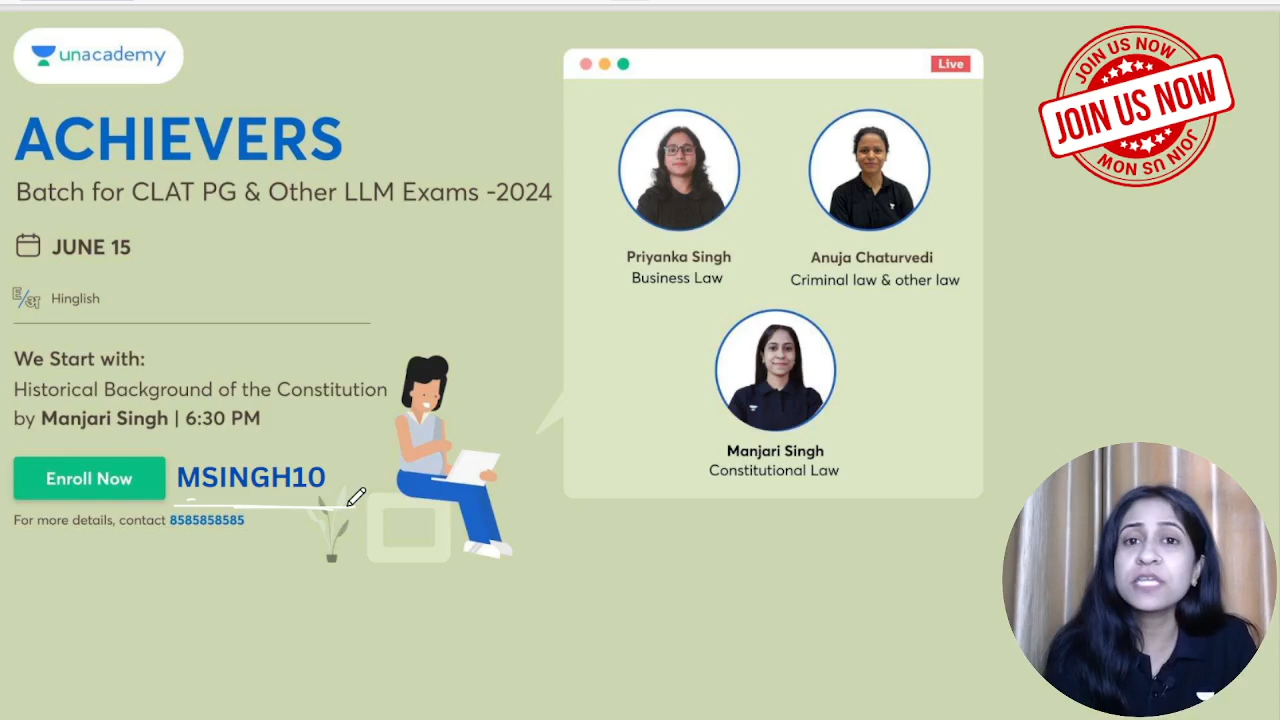 unacademy
ACHIEVERS
Batch for CLAT PG & Other LLM Exams -2024
JUNE 15
E/अ Hinglish
We Start with:
Historical Background of the Constitution
by Manjari Singh | 6:30 PM
Enroll Now
MSINGH10
For more details, contact 8585858585
Live
Priyanka Singh
Business Law
Anuja Chaturvedi
Criminal law & other law
Manjari Singh
Constitutional Law
JOIN US NOW
JOIN US NOW
JOIN US NOW